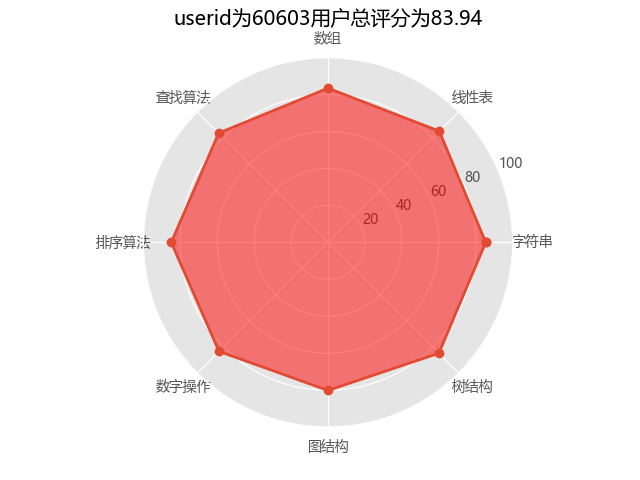 userid为60603用户总评分为83.94
数组
查找算法
线性表
100
80
60
40
20
排序算法
字符串
数字操作
树结构
图结构